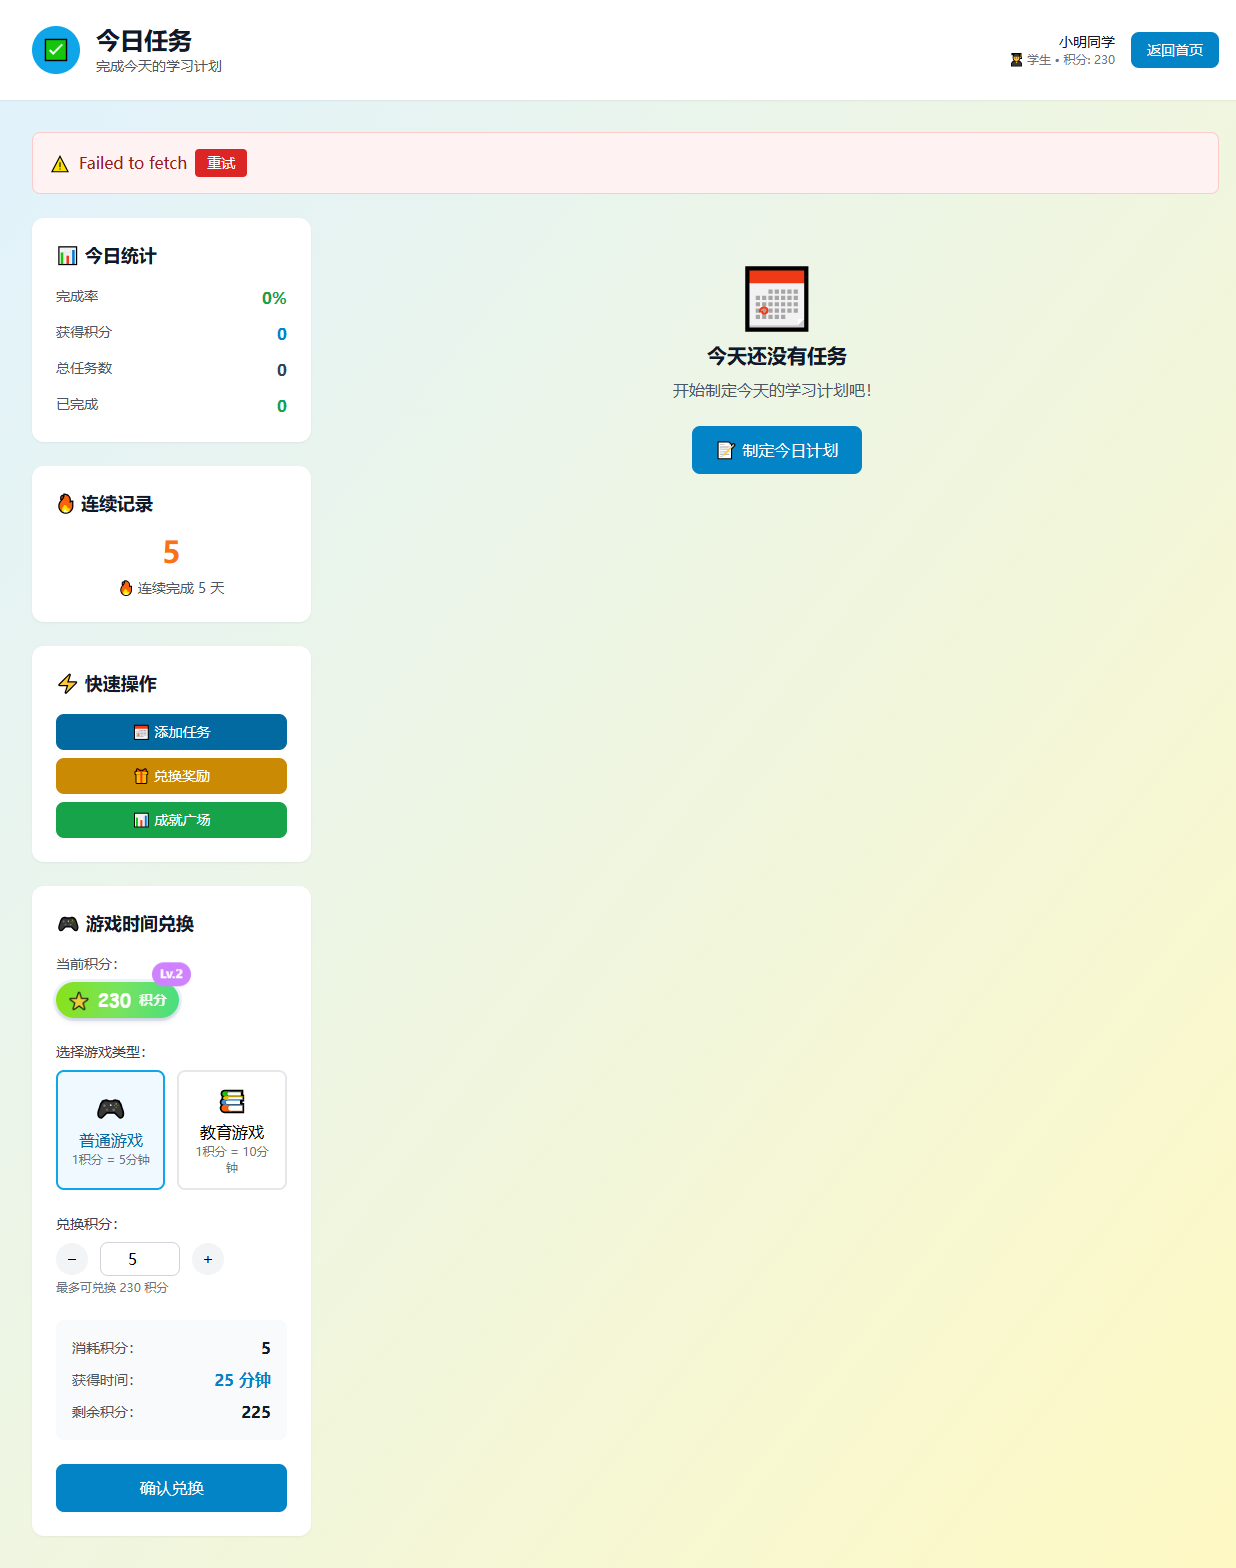 今日任务
完成今天的学习计划
小明同学
学生 • 积分: 230
返回首页
Failed to fetch
重试
今日统计
完成率
0%
获得积分
0
总任务数
0
已完成
0
今天还没有任务
开始制定今天的学习计划吧！
制定今日计划
连续记录
5
连续完成 5 天
快速操作
添加任务
兑换奖励
成就广场
游戏时间兑换
当前积分：
Lv.2
230 积分
选择游戏类型：
普通游戏
1积分 = 5分钟
教育游戏
1积分 = 10分
钟
兑换积分：
−
5
+
最多可兑换 230 积分
消耗积分：
5
获得时间：
25 分钟
剩余积分：
225
确认兑换